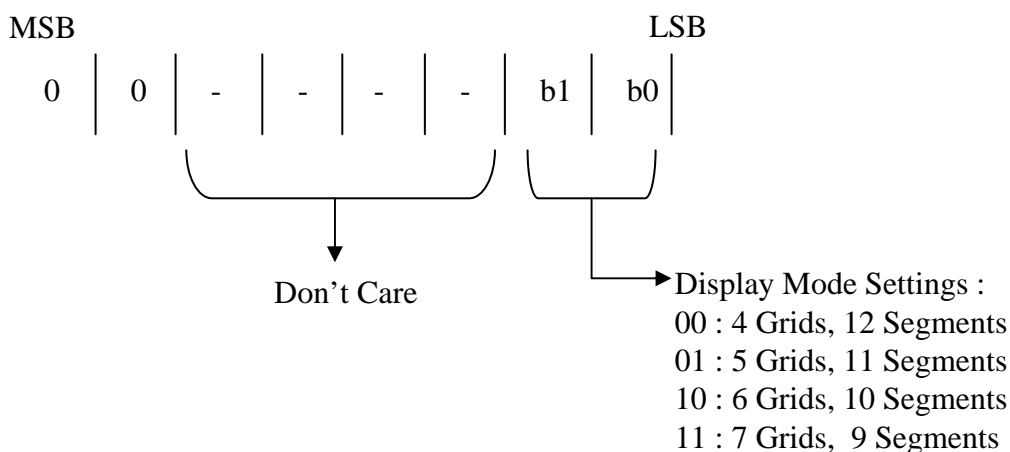 MSB LSB
0 0 - - - - b1 b0
Don’t Care
Display Mode Settings :
00 : 4 Grids, 12 Segments
01 : 5 Grids, 11 Segments
10 : 6 Grids, 10 Segments
11 : 7 Grids, 9 Segments